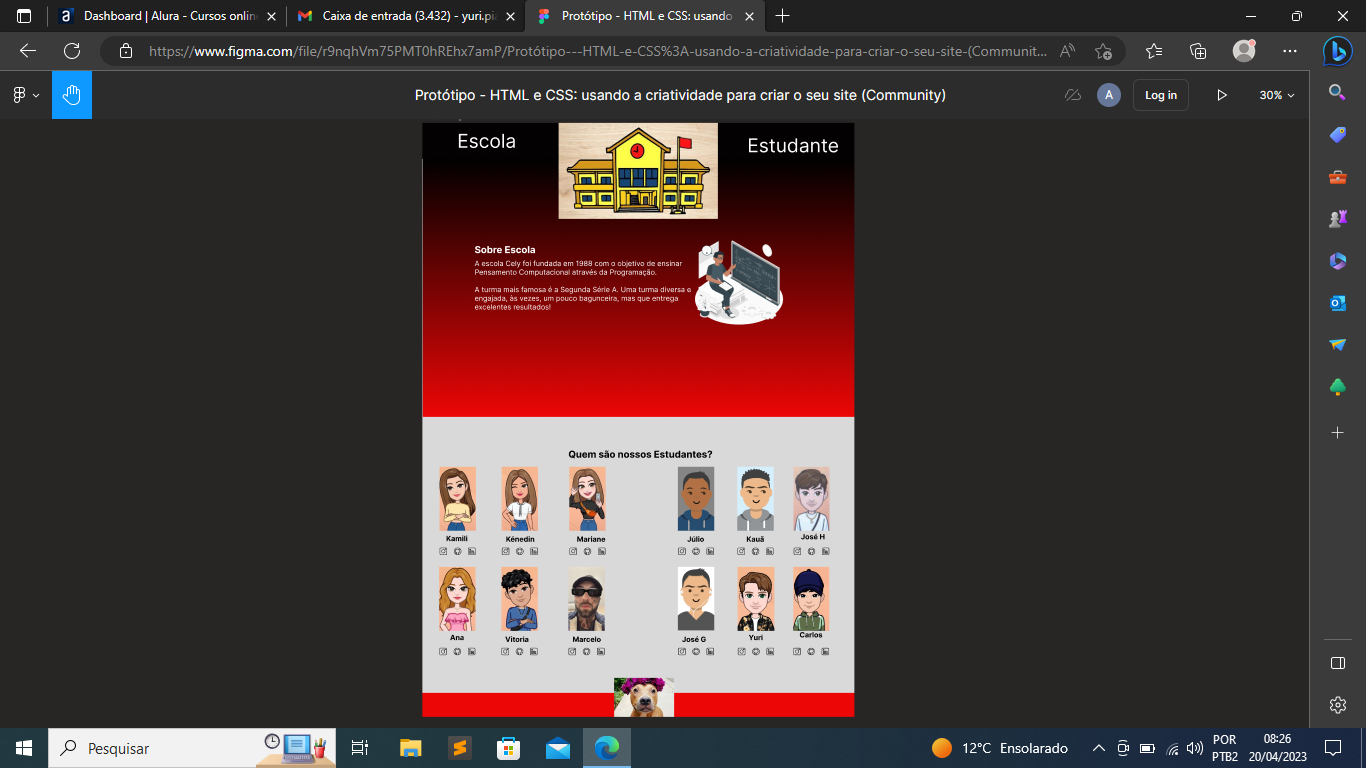 Dashboard | Alura - Cursos online
Caixa de entrada (3.432) - yuri.pia
Protótipo - HTML e CSS: usando
https://www.figma.com/file/r9nqhVm75PMT0hREhx7amP/Protótipo---HTML-e-CSS%3A-usando-a-criatividade-para-criar-o-seu-site-(Communit...
Protótipo - HTML e CSS: usando a criatividade para criar o seu site (Community)
A
Log in
30%
Escola
Estudante
Sobre Escola
A escola Cely foi fundada em 1988 com o objetivo de ensinar
Pensamento Computacional através da Programação.
A turma mais famosa é a Segunda Série A. Uma turma diversa e
engajada, às vezes, um pouco bagunceira, mas que entrega
excelentes resultados!
Quem são nossos Estudantes?
Kamili
Kénedin
Mariane
Júlio
Kauã
José H
Ana
Vitoria
Marcelo
José G
Yuri
Carlos
Pesquisar
12°C Ensolarado
POR
PTB2
08:26
20/04/2023